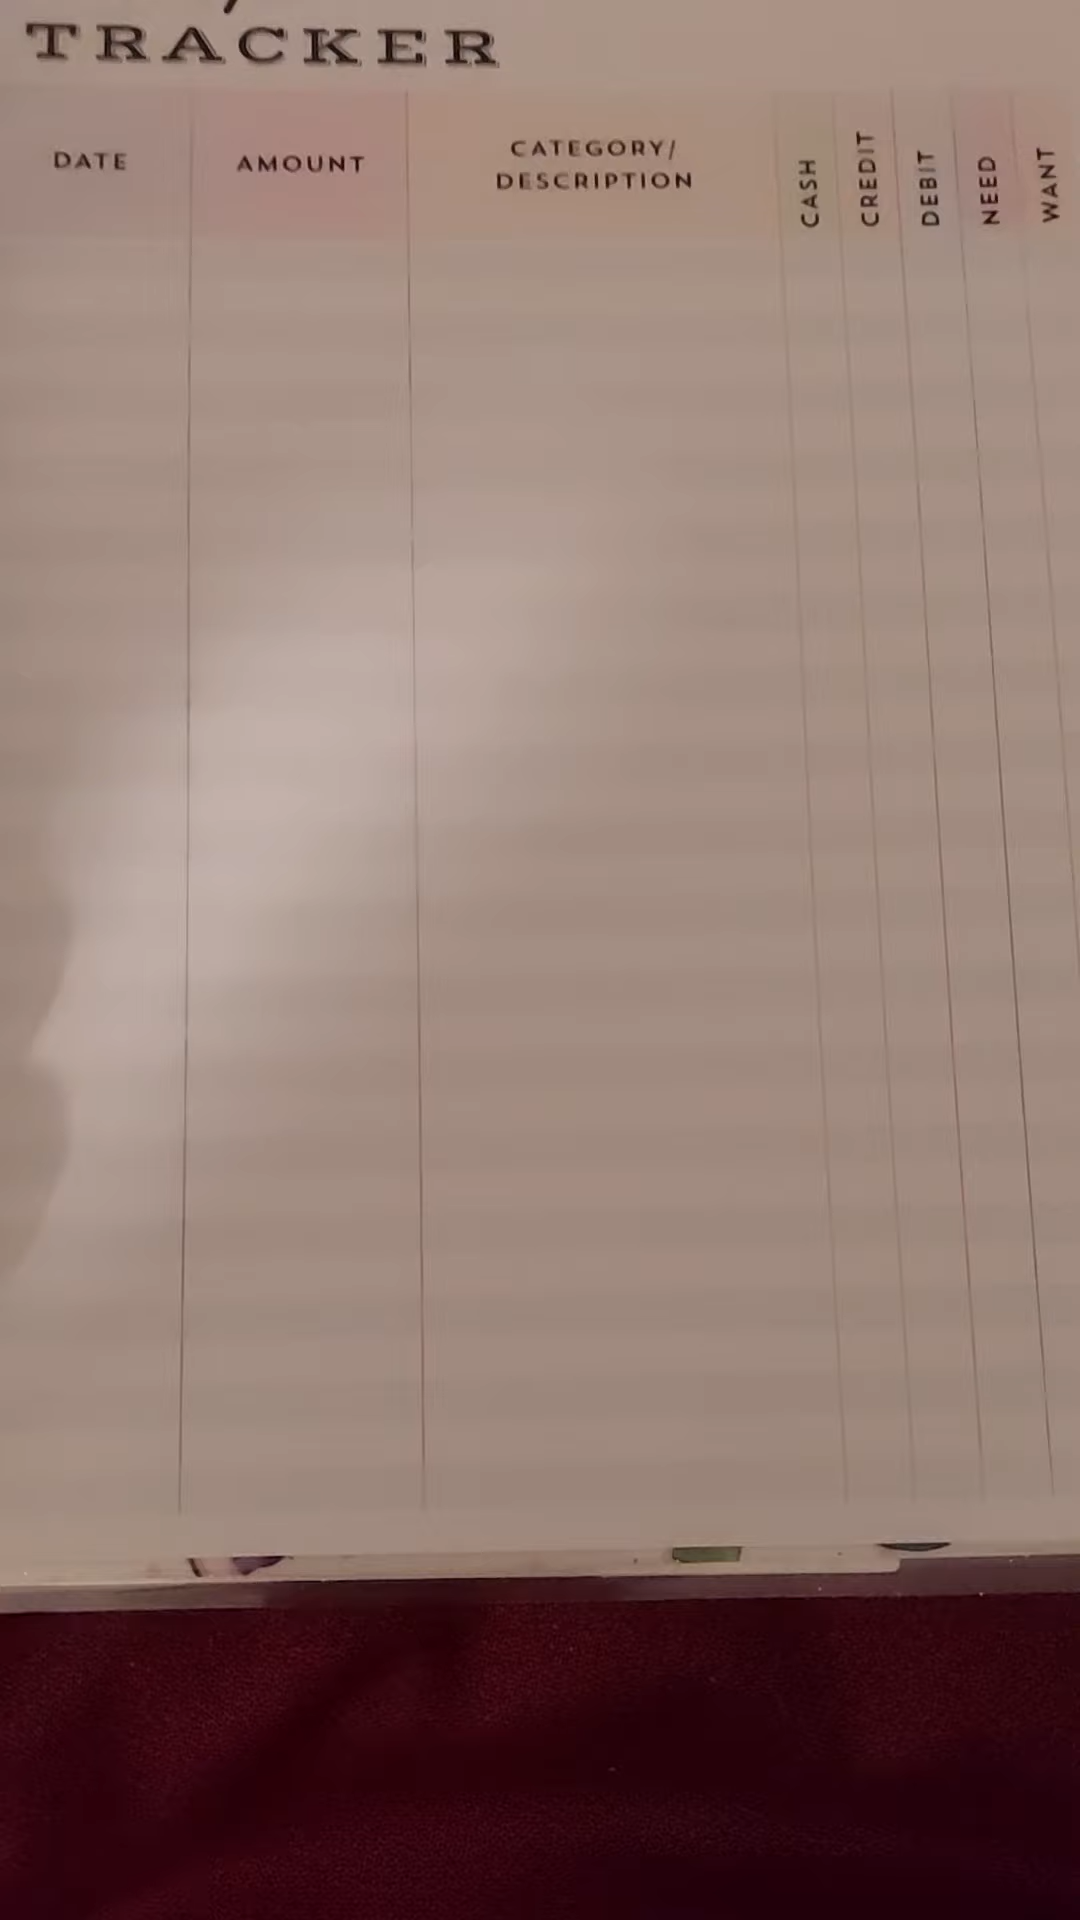 TRACKER
DATE
AMOUNT
CATEGORY/
DESCRIPTION
CASH
CREDIT
DEBIT
NEED
WANT